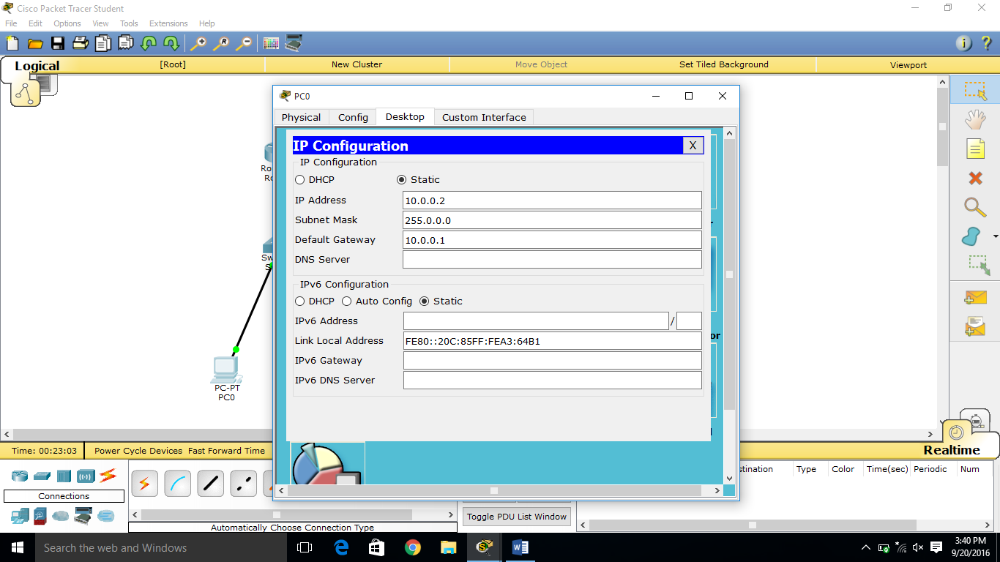 Cisco Packet Tracer Student
File Edit Options View Tools Extensions Help
Logical [Root] New Cluster Move Object Set Tiled Background Viewport
PC0
Physical Config Desktop Custom Interface
IP Configuration X
IP Configuration
DHCP Static
IP Address 10.0.0.2
Subnet Mask 255.0.0.0
Default Gateway 10.0.0.1
DNS Server
IPv6 Configuration
DHCP Auto Config Static
IPv6 Address /
Link Local Address FE80::20C:85FF:FEA3:64B1
IPv6 Gateway
IPv6 DNS Server
PC-PT
PC0
Time: 00:23:03 Power Cycle Devices Fast Forward Time Realtime
Connections
Automatically Choose Connection Type
Toggle PDU List Window
Type Color Time(sec) Periodic Num
Search the web and Windows
3:40 PM
9/20/2016